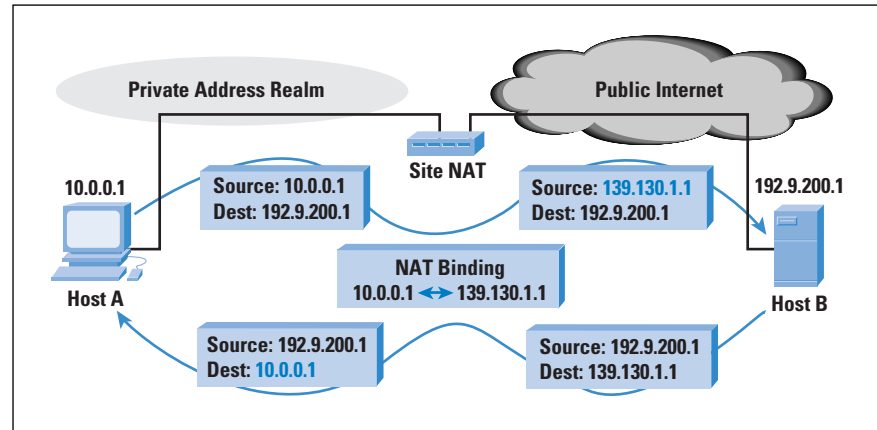 Private Address Realm
Public Internet
Site NAT
10.0.0.1
Source: 10.0.0.1
Dest: 192.9.200.1
Source: 139.130.1.1
Dest: 192.9.200.1
192.9.200.1
NAT Binding
10.0.0.1 139.130.1.1
Host A
Host B
Source: 192.9.200.1
Dest: 10.0.0.1
Source: 192.9.200.1
Dest: 139.130.1.1